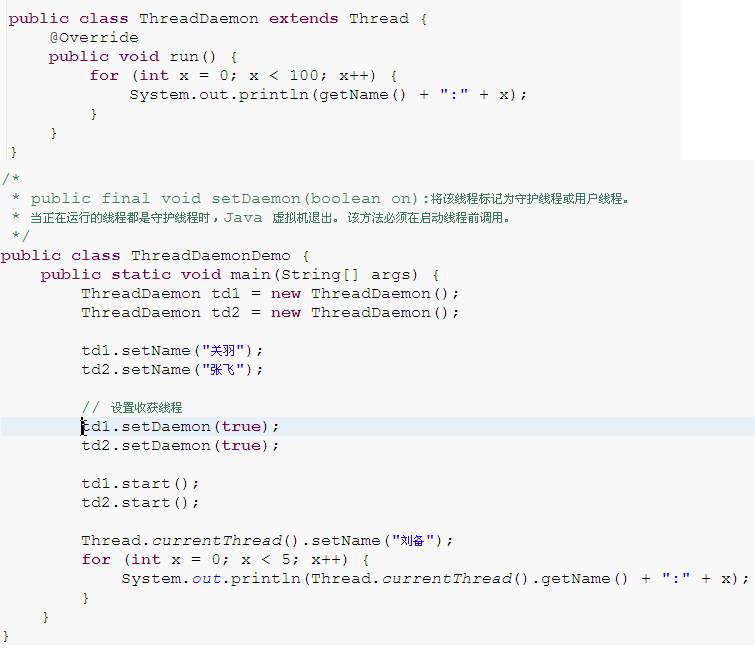 public class ThreadDaemon extends Thread {
    @Override
    public void run() {
        for (int x = 0; x < 100; x++) {
            System.out.println(getName() + ":" + x);
        }
    }
}
/*
 * public final void setDaemon(boolean on):将该线程标记为守护线程或用户线程。
 * 当正在运行的线程都是守护线程时，Java 虚拟机退出。 该方法必须在启动线程前调用。
 */
public class ThreadDaemonDemo {
    public static void main(String[] args) {
        ThreadDaemon td1 = new ThreadDaemon();
        ThreadDaemon td2 = new ThreadDaemon();
        td1.setName("关羽");
        td2.setName("张飞");
        // 设置收获线程
        td1.setDaemon(true);
        td2.setDaemon(true);
        td1.start();
        td2.start();
        Thread.currentThread().setName("刘备");
        for (int x = 0; x < 5; x++) {
            System.out.println(Thread.currentThread().getName() + ":" + x);
        }
    }
}